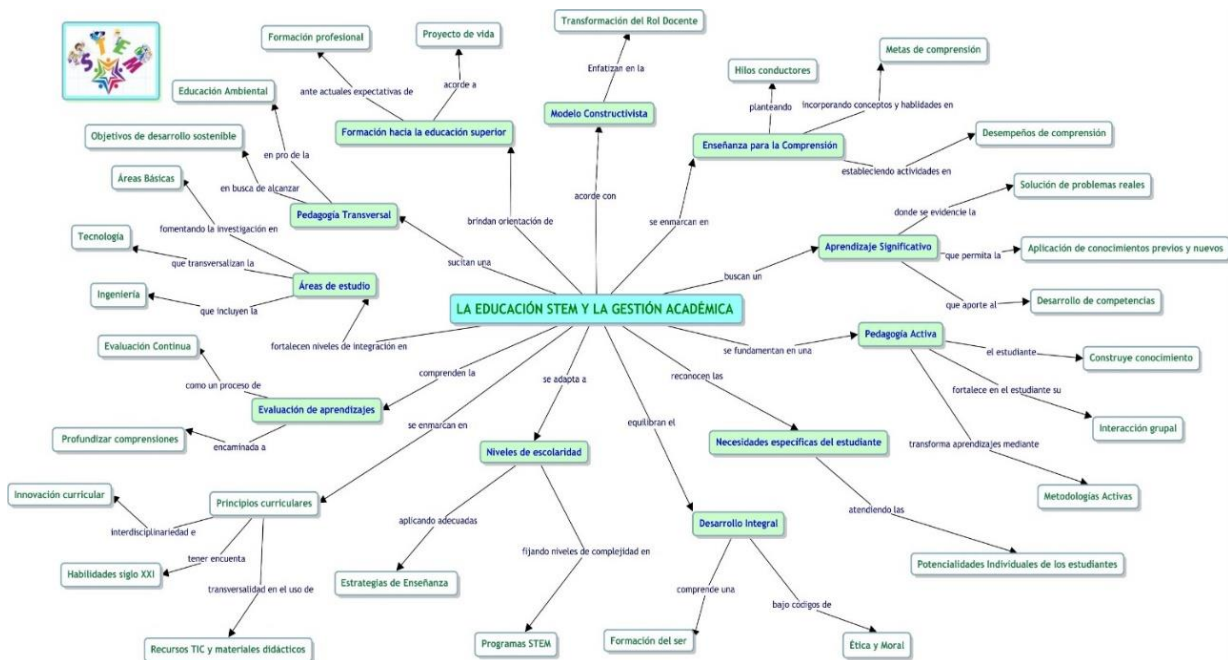 STEM
Formación profesional
Proyecto de vida
Transformación del Rol Docente
Metas de comprensión
ante actuales expectativas de
acorde a
Enfatizan en la
Hilos conductores
Educación Ambiental
planteando
incorporando conceptos y hablidades en
Formación hacia la educación superior
Modelo Constructivista
Objetivos de desarrollo sostenible
Enseñanza para la Comprensión
Desempeños de comprensión
en pro de la
estableciendo actividades en
Áreas Básicas
en busca de alcanzar
acorde con
Solución de problemas reales
Pedagogía Transversal
brindan orientación de
se enmarcan en
donde se evidencie la
fomentando la investigación en
Tecnología
Aprendizaje Significativo
que permita la
Aplicación de conocimientos previos y nuevos
que transversalizan la
sucitan una
buscan un
Áreas de estudio
Ingeniería
que incluyen la
que aporte al
Desarrollo de competencias
LA EDUCACIÓN STEM Y LA GESTIÓN ACADÉMICA
Pedagogía Activa
Evaluación Continua
fortalecen niveles de integración en
se fundamentan en una
el estudiante
Construye conocimiento
comprenden la
se adapta a
reconocen las
como un proceso de
fortalece en el estudiante su
Evaluación de aprendizajes
equilibran el
Interacción grupal
se enmarcan en
Profundizar comprensiones
encaminada a
Niveles de escolaridad
Necesidades específicas del estudiante
transforma aprendizajes mediante
Innovación curricular
Principios curriculares
Metodologías Activas
interdisciplinariedad e
aplicando adecuadas
Desarrollo Integral
atendiendo las
tener encuenta
fijando niveles de complejidad en
Habilidades siglo XXI
Estrategias de Enseñanza
Potencialidades Individuales de los estudiantes
transversalidad en el uso de
comprende una
bajo códigos de
Recursos TIC y materiales didácticos
Programas STEM
Formación del ser
Ética y Moral